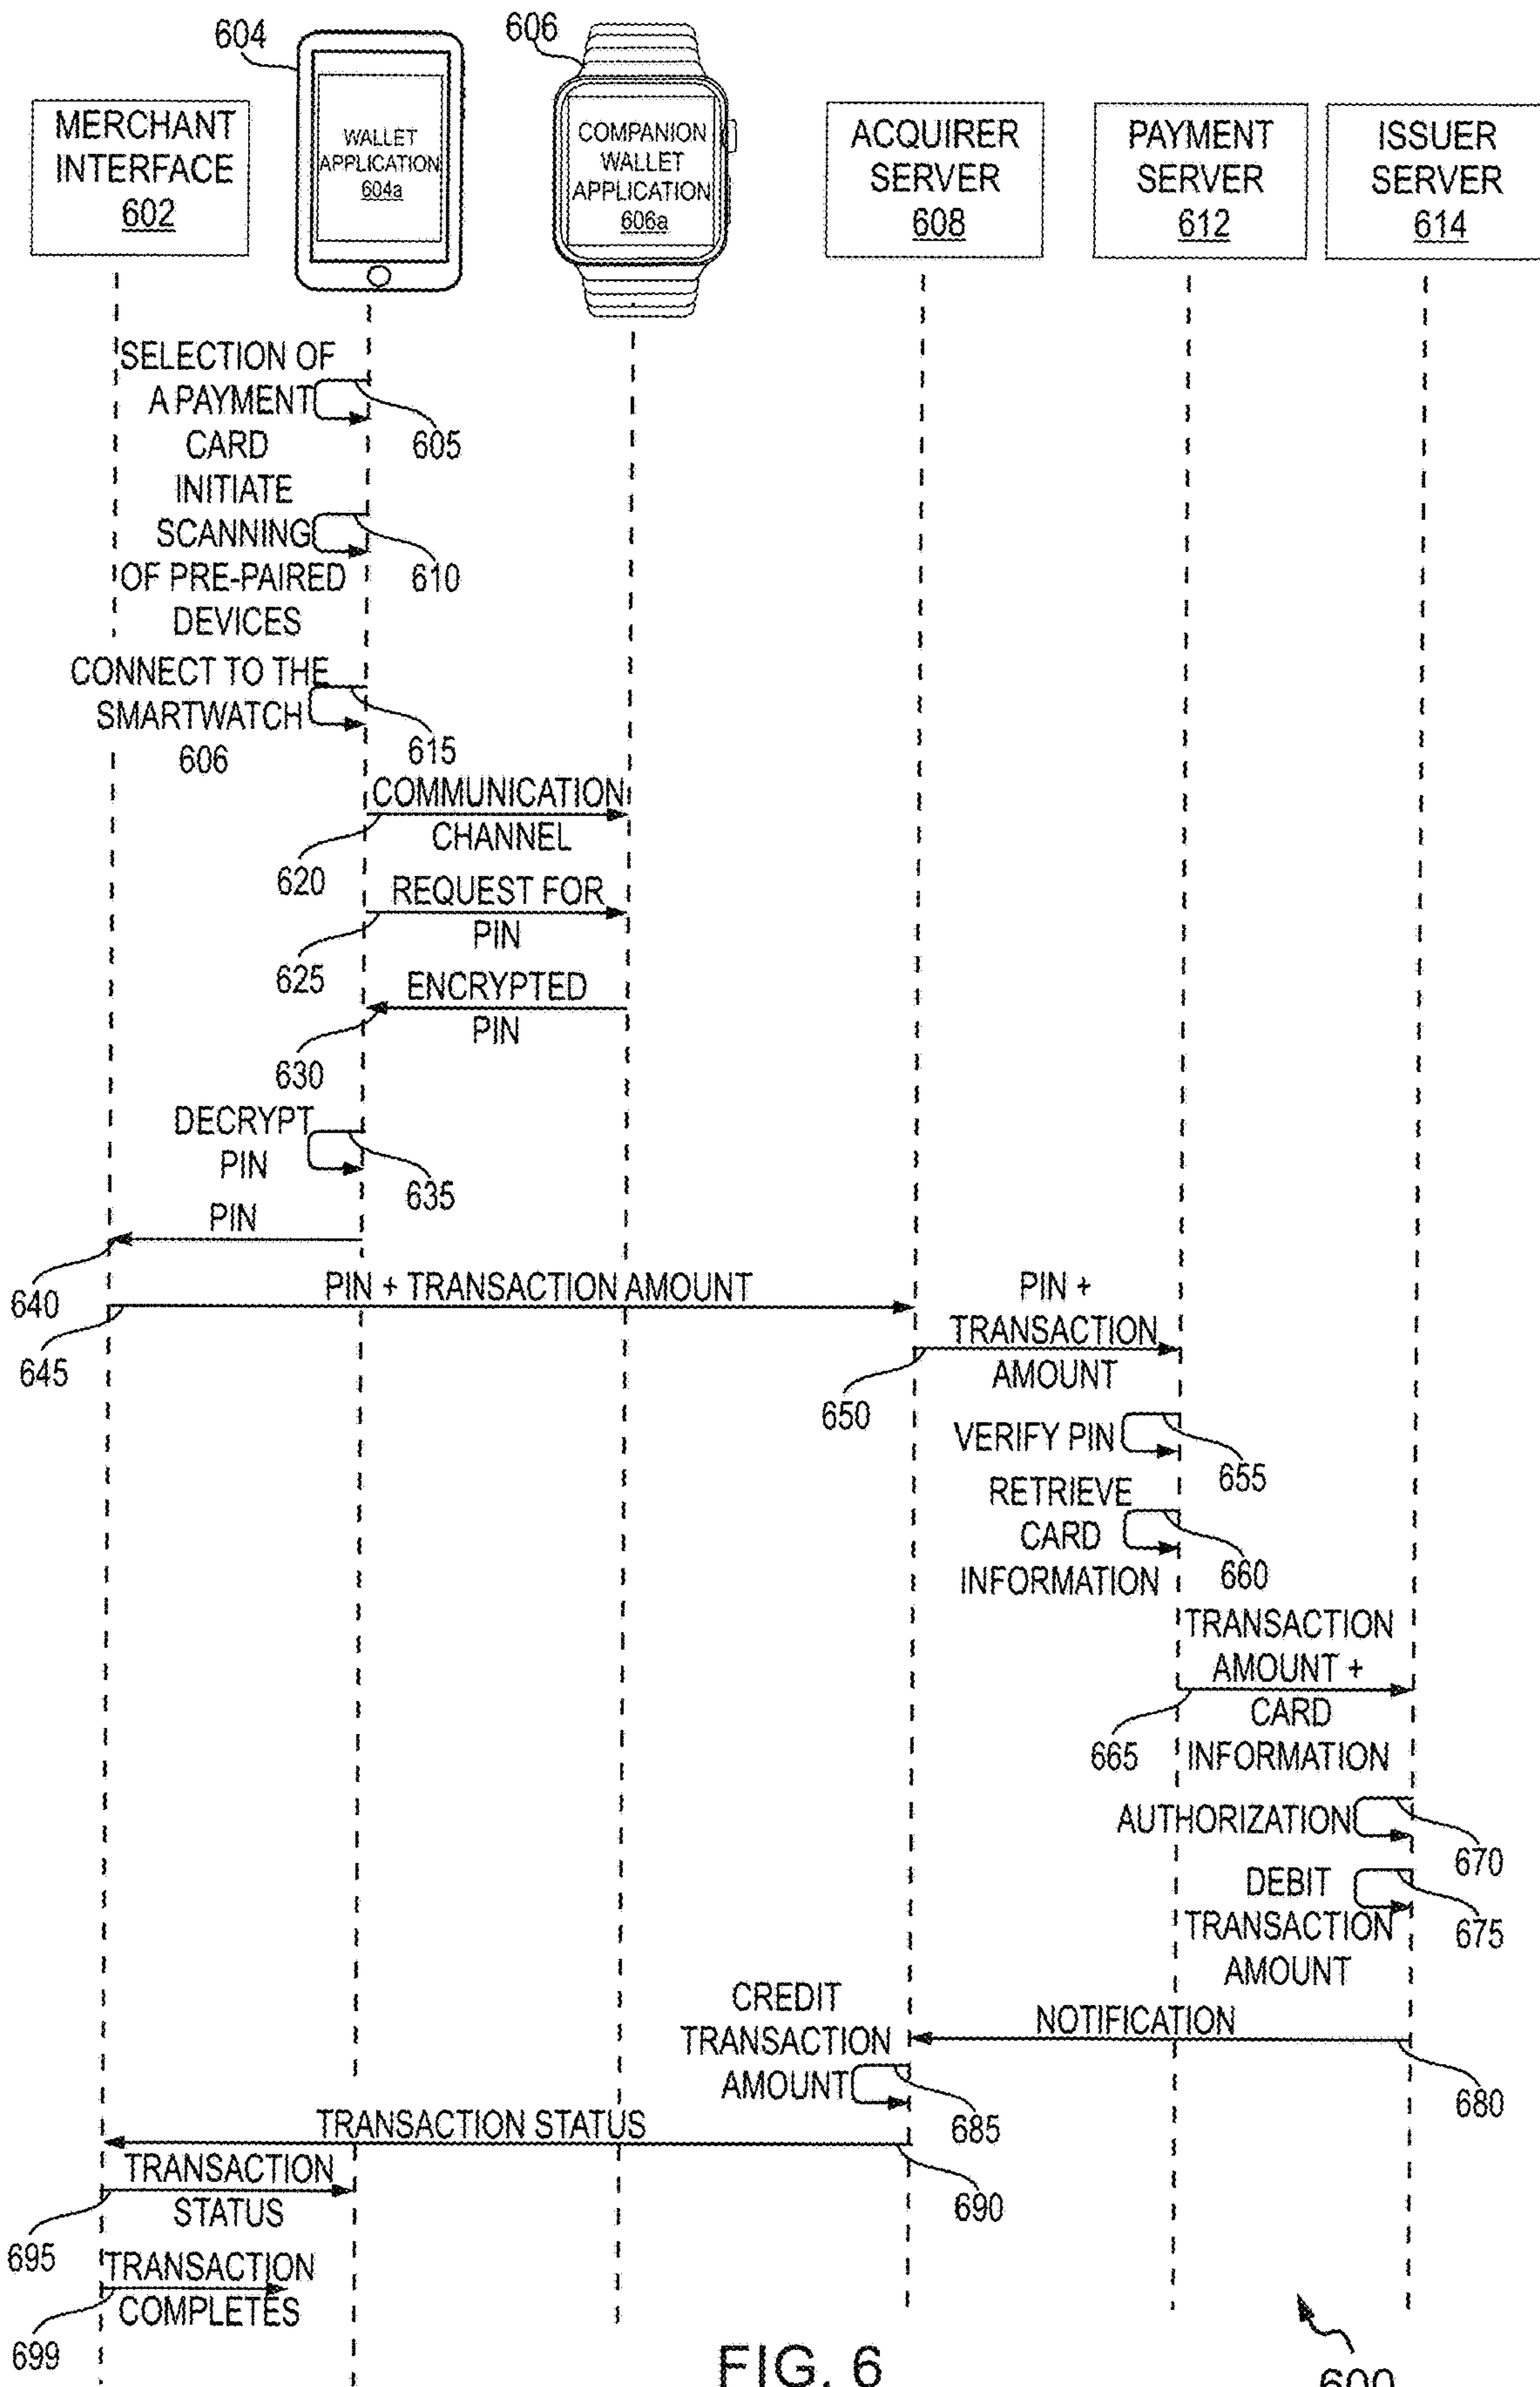 604
606
MERCHANT
INTERFACE
602
WALLET
APPLICATION
604a
COMPANION
WALLET
APPLICATION
606a
ACQUIRER
SERVER
608
PAYMENT
SERVER
612
ISSUER
SERVER
614
SELECTION OF
A PAYMENT
CARD
605
INITIATE
SCANNING
OF PRE-PAIRED
DEVICES
610
CONNECT TO THE
SMARTWATCH
606
615
COMMUNICATION
CHANNEL
620
REQUEST FOR
PIN
625
ENCRYPTED
PIN
630
DECRYPT
PIN
635
PIN
640
PIN + TRANSACTION AMOUNT
645
PIN +
TRANSACTION
AMOUNT
650
VERIFY PIN
655
RETRIEVE
CARD
INFORMATION
660
TRANSACTION
AMOUNT +
CARD
INFORMATION
665
AUTHORIZATION
670
DEBIT
TRANSACTION
AMOUNT
675
NOTIFICATION
680
CREDIT
TRANSACTION
AMOUNT
685
TRANSACTION STATUS
690
TRANSACTION
STATUS
695
TRANSACTION
COMPLETES
699
FIG. 6
600